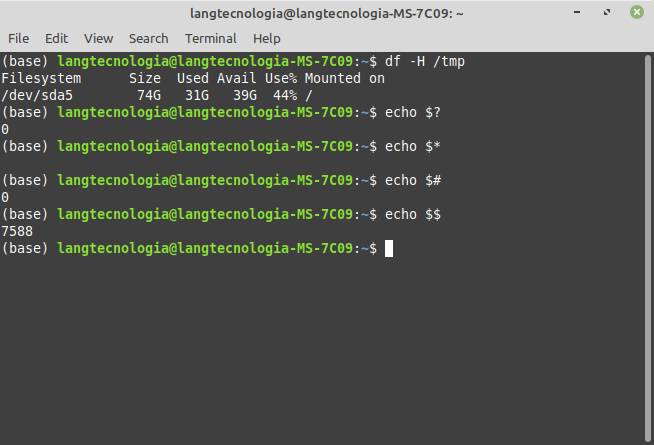 langtecnologia@langtecnologia-MS-7C09: ~
File Edit View Search Terminal Help
(base) langtecnologia@langtecnologia-MS-7C09:~$ df -H /tmp
Filesystem      Size  Used Avail Use% Mounted on
/dev/sda5        74G   31G   39G  44% /
(base) langtecnologia@langtecnologia-MS-7C09:~$ echo $?
0
(base) langtecnologia@langtecnologia-MS-7C09:~$ echo $*
(base) langtecnologia@langtecnologia-MS-7C09:~$ echo $#
0
(base) langtecnologia@langtecnologia-MS-7C09:~$ echo $$
7588
(base) langtecnologia@langtecnologia-MS-7C09:~$